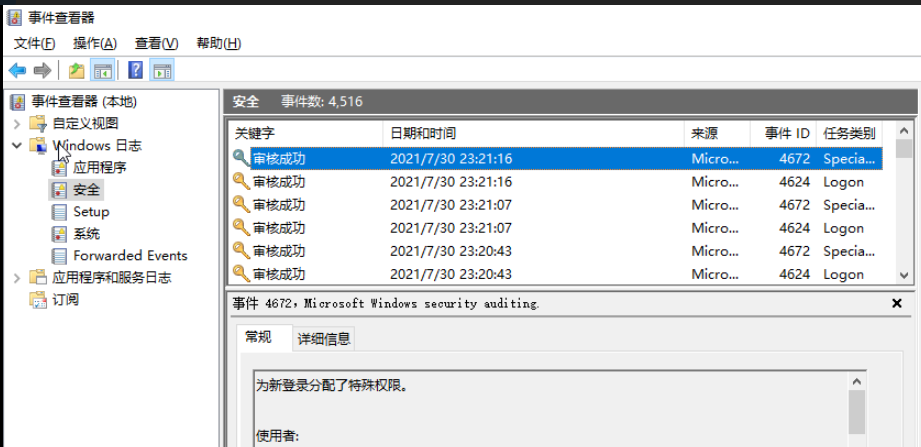 事件查看器
文件(F) 操作(A) 查看(V) 帮助(H)
事件查看器 (本地)
自定义视图
Windows 日志
应用程序
安全
Setup
系统
Forwarded Events
应用程序和服务日志
订阅
安全 事件数: 4,516
关键字 日期和时间 来源 事件 ID 任务类别
审核成功 2021/7/30 23:21:16 Micro... 4672 Specia...
审核成功 2021/7/30 23:21:16 Micro... 4624 Logon
审核成功 2021/7/30 23:21:07 Micro... 4672 Specia...
审核成功 2021/7/30 23:21:07 Micro... 4624 Logon
审核成功 2021/7/30 23:20:43 Micro... 4672 Specia...
审核成功 2021/7/30 23:20:43 Micro... 4624 Logon
事件 4672，Microsoft Windows security auditing.
常规 详细信息
为新登录分配了特殊权限。
使用者: